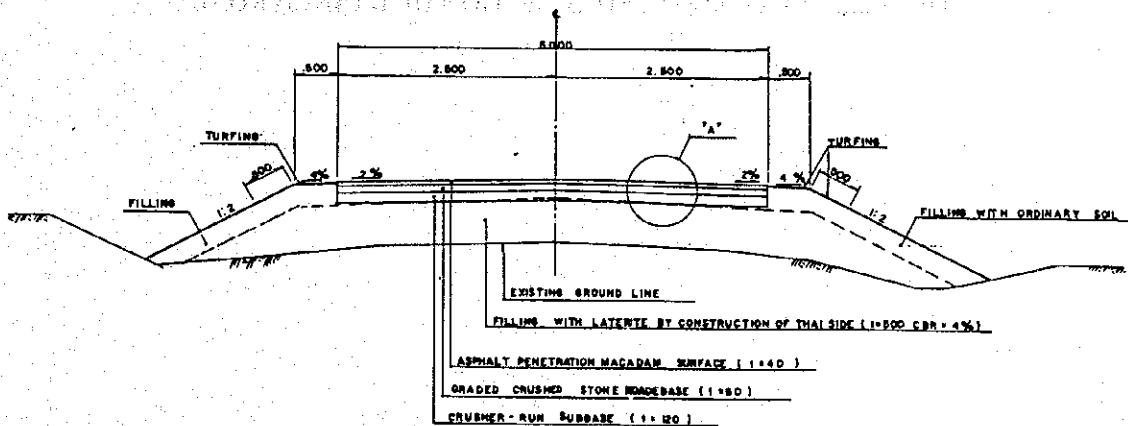 ℄
5.000
.500 2.500 2.500 .500
"A"
TURFING
TURFING
.500 4% 2% 2% 4% .500
1:2 1:2
FILLING
FILLING WITH ORDINARY SOIL
EXISTING GROUND LINE
FILLING WITH LATERITE BY CONSTRUCTION OF THAI SIDE ( t=500 CBR = 4%)
ASPHALT PENETRATION MACADAM SURFACE ( t=40 )
GRADED CRUSHED STONE ROADEBASE ( t=80 )
CRUSHER-RUN SUBBASE ( t= 120 )